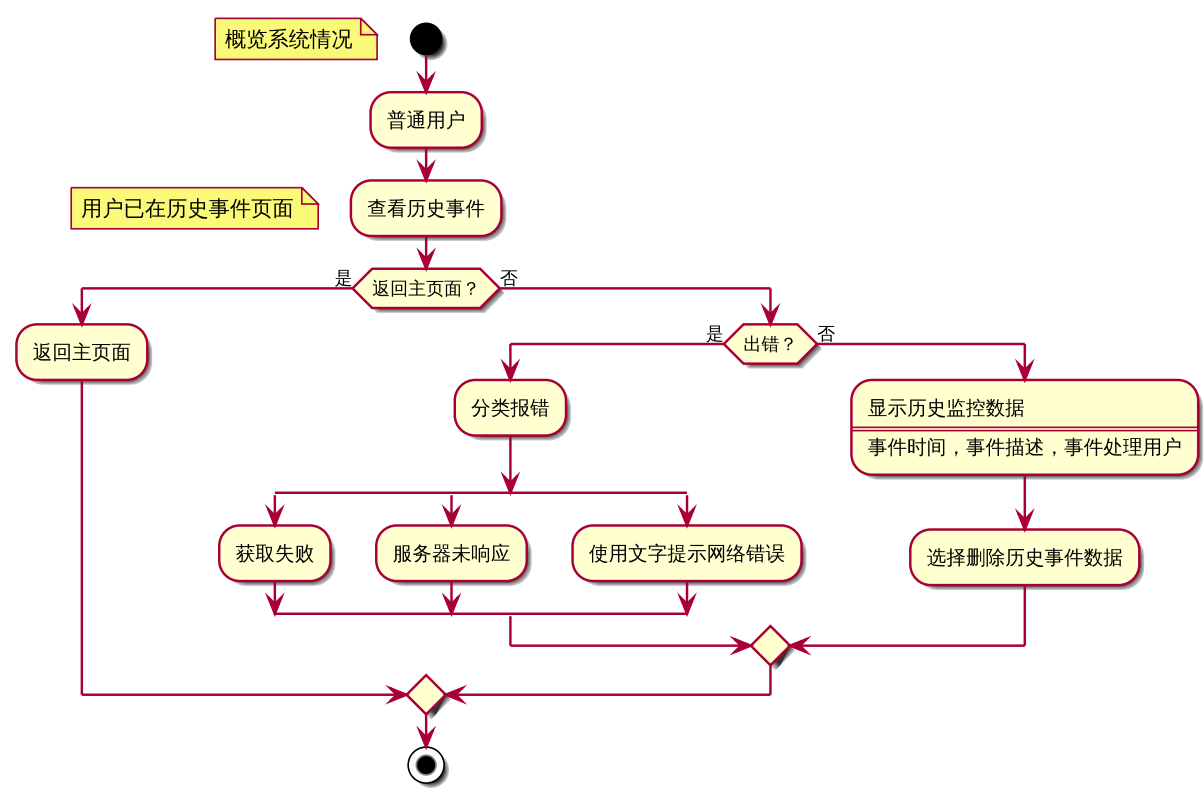 概览系统情况
普通用户
用户已在历史事件页面
查看历史事件
是
返回主页面？
否
返回主页面
是
出错？
否
分类报错
显示历史监控数据
事件时间，事件描述，事件处理用户
获取失败
服务器未响应
使用文字提示网络错误
选择删除历史事件数据